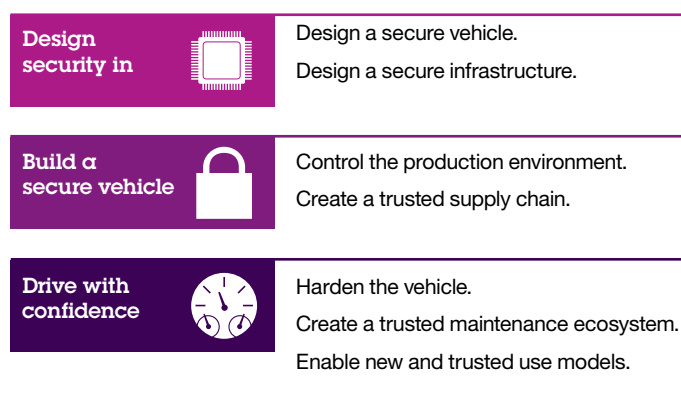 Design
security in
Design a secure vehicle.
Design a secure infrastructure.
Build a
secure vehicle
Control the production environment.
Create a trusted supply chain.
Drive with
confidence
Harden the vehicle.
Create a trusted maintenance ecosystem.
Enable new and trusted use models.